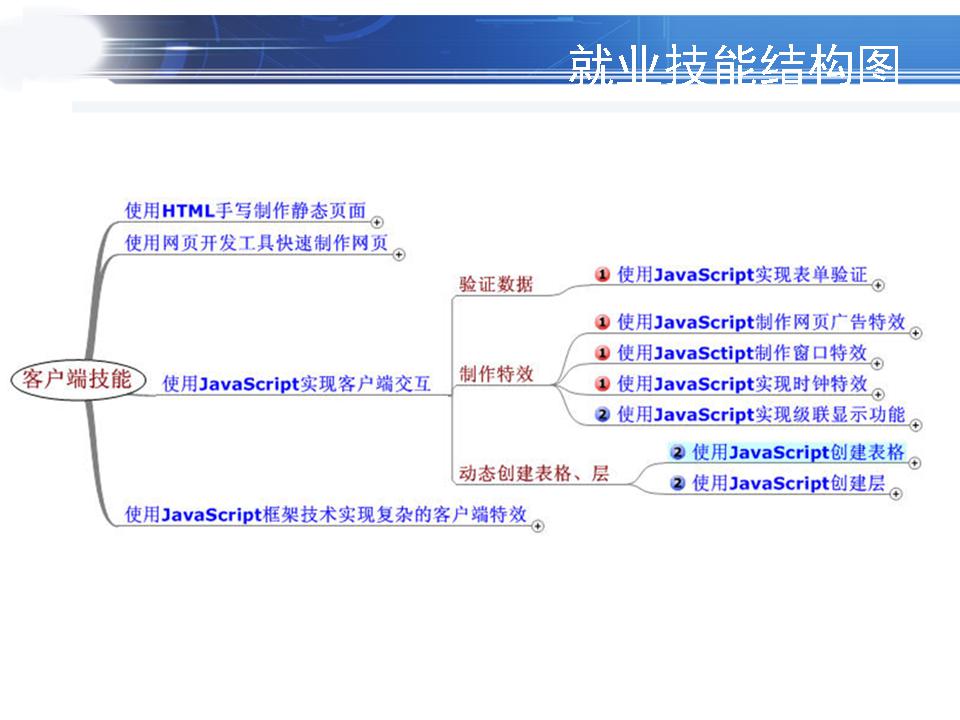 就业技能结构图
使用HTML手写制作静态页面
使用网页开发工具快速制作网页
验证数据
1 使用JavaScript实现表单验证
1 使用JavaScript制作网页广告特效
1 使用JavaSctipt制作窗口特效
客户端技能
使用JavaScript实现客户端交互
制作特效
1 使用JavaScript实现时钟特效
2 使用JavaScript实现级联显示功能
2 使用JavaScript创建表格
动态创建表格、层
2 使用JavaScript创建层
使用JavaScript框架技术实现复杂的客户端特效